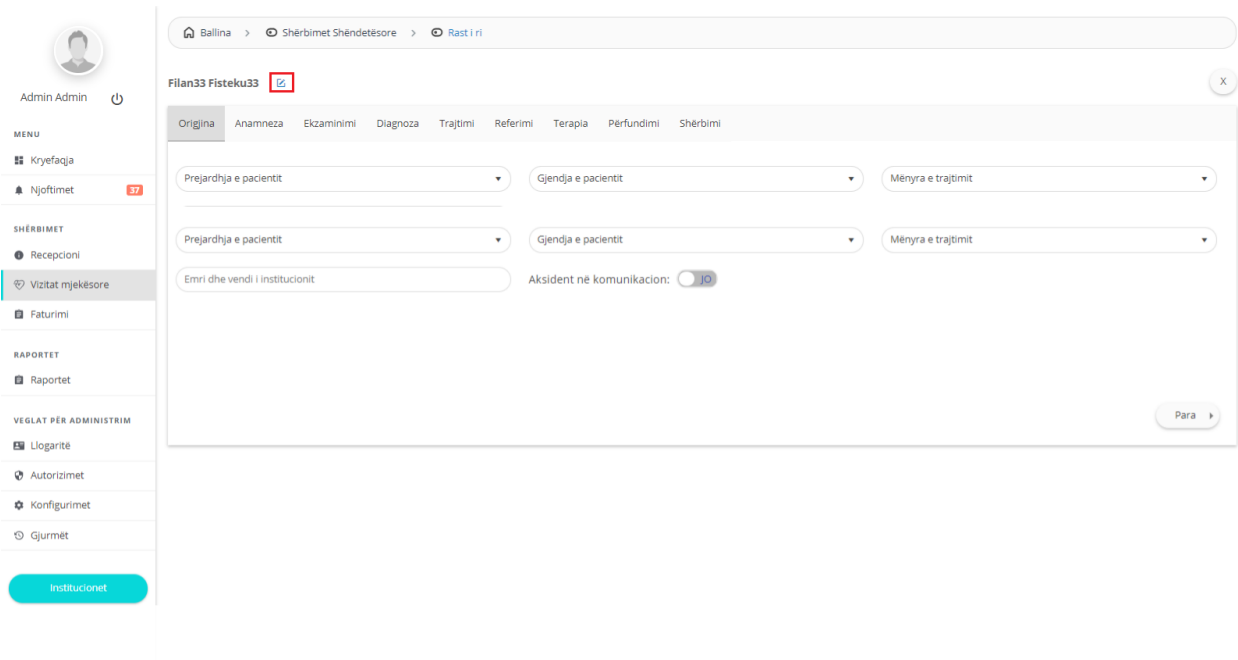 Ballina > Shërbimet Shëndetësore > Rast i ri
Admin Admin
MENU
Kryefaqja
Njoftimet 37
SHËRBIMET
Recepcioni
Vizitat mjekësore
Faturimi
RAPORTET
Raportet
VEGLAT PËR ADMINISTRIM
Llogaritë
Autorizimet
Konfigurimet
Gjurmët
Institucionet
Filan33 Fisteku33
X
Origjina Anamneza Ekzaminimi Diagnoza Trajtimi Referimi Terapia Përfundimi Shërbimi
Prejardhja e pacientit Gjendja e pacientit Mënyra e trajtimit
Prejardhja e pacientit Gjendja e pacientit Mënyra e trajtimit
Emri dhe vendi i institucionit Aksident në komunikacion: JO
Para